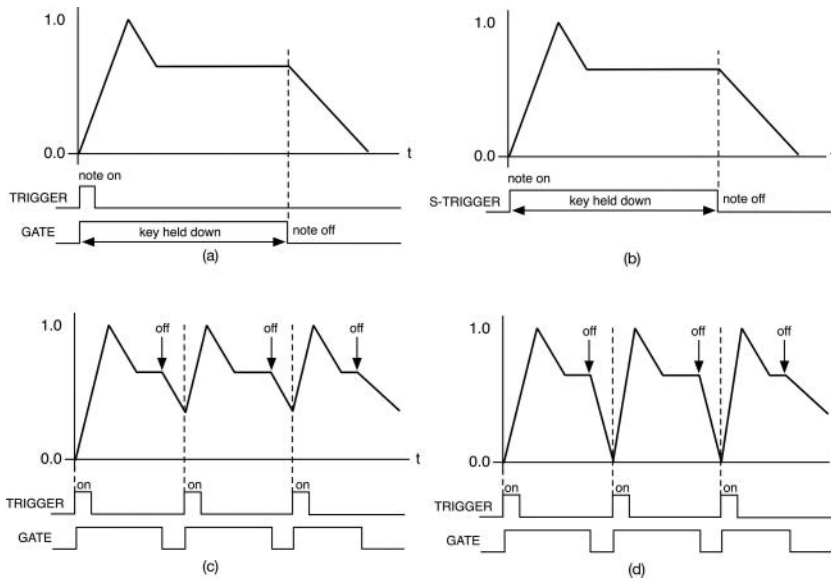 1.0
0.0
t
note on
TRIGGER
GATE
key held down
note off
(a)
1.0
0.0
t
note on
S-TRIGGER
key held down
note off
(b)
1.0
off
off
off
0.0
t
on
on
on
TRIGGER
GATE
(c)
1.0
off
off
off
0.0
t
on
on
on
TRIGGER
GATE
(d)